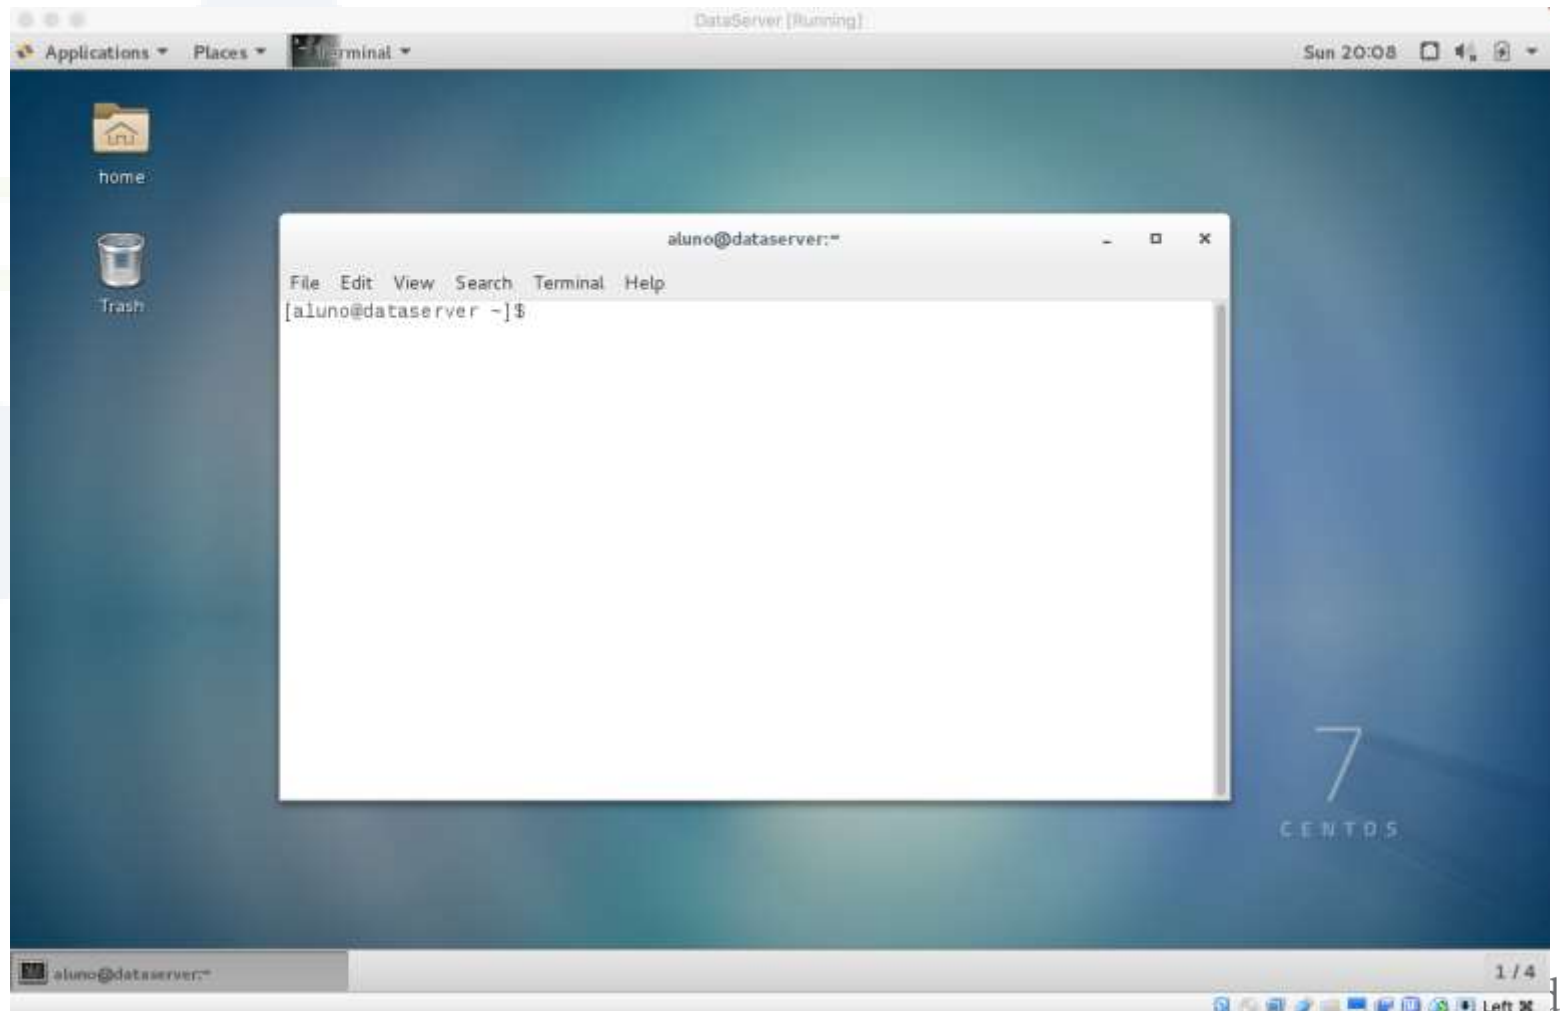 DataServer [Running]
Applications Places Terminal Sun 20:08
home
Trash
aluno@dataserver:~
File Edit View Search Terminal Help
[aluno@dataserver ~]$
7
CENTOS
aluno@dataserver:~
1 / 4
Left ⌘